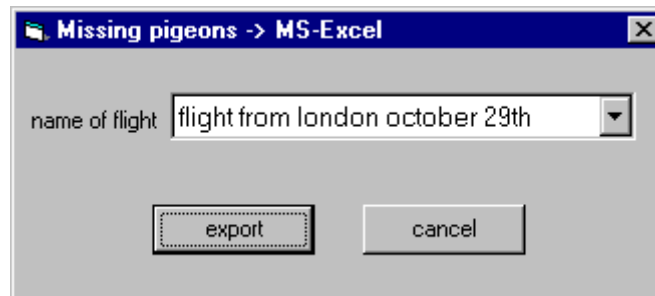 Missing pigeons -> MS-Excel
name of flight flight from london october 29th
export cancel